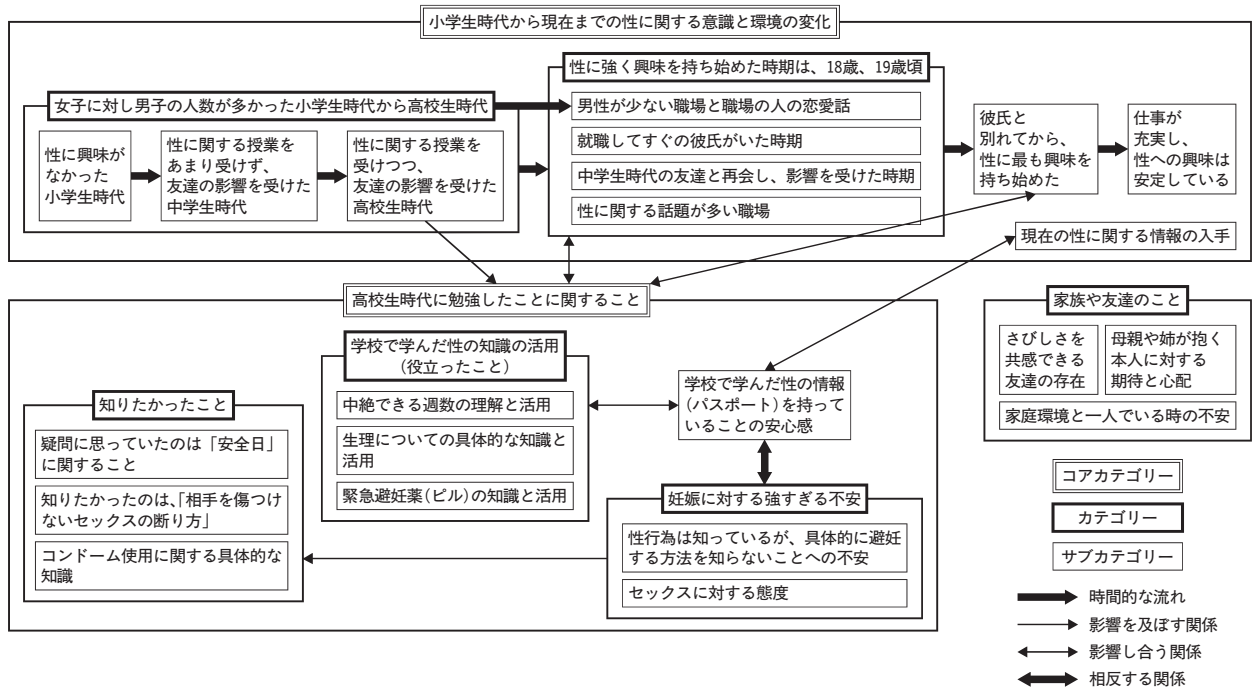 小学生時代から現在までの性に関する意識と環境の変化
女子に対し男子の人数が多かった小学生時代から高校生時代
性に興味が
なかった
小学生時代
性に関する授業を
あまり受けず、
友達の影響を受けた
中学生時代
性に関する授業を
受けつつ、
友達の影響を受けた
高校生時代
性に強く興味を持ち始めた時期は、18歳、19歳頃
男性が少ない職場と職場の人の恋愛話
就職してすぐの彼氏がいた時期
中学生時代の友達と再会し、影響を受けた時期
性に関する話題が多い職場
彼氏と
別れてから、
性に最も興味を
持ち始めた
仕事が
充実し、
性への興味は
安定している
現在の性に関する情報の入手
高校生時代に勉強したことに関すること
知りたかったこと
疑問に思っていたのは「安全日」
に関すること
知りたかったのは、「相手を傷つけ
ないセックスの断り方」
コンドーム使用に関する具体的な
知識
学校で学んだ性の知識の活用
（役立ったこと）
中絶できる週数の理解と活用
生理についての具体的な知識と
活用
緊急避妊薬（ピル）の知識と活用
学校で学んだ性の情報
（パスポート）を持って
いることの安心感
妊娠に対する強すぎる不安
性行為は知っているが、具体的に避妊
する方法を知らないことへの不安
セックスに対する態度
家族や友達のこと
さびしさを
共感できる
友達の存在
母親や姉が抱く
本人に対する
期待と心配
家庭環境と一人でいる時の不安
コアカテゴリー
カテゴリー
サブカテゴリー
時間的な流れ
影響を及ぼす関係
影響し合う関係
相反する関係